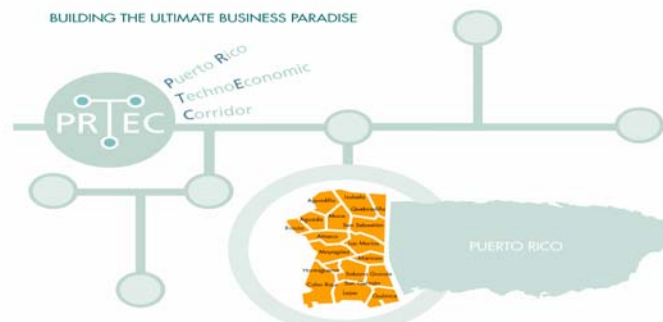 BUILDING THE ULTIMATE BUSINESS PARADISE
Puerto Rico
TechnoEconomic
Corridor
PRTEC
Isabela
Aguadilla
Quebradillas
Moca
Aguada
San Sebastián
Rincón
Añasco
Las Marías
Mayagüez
Maricao
Hormigueros
Sabana Grande
San Germán
Cabo Rojo
Lajas
Guánica
PUERTO RICO